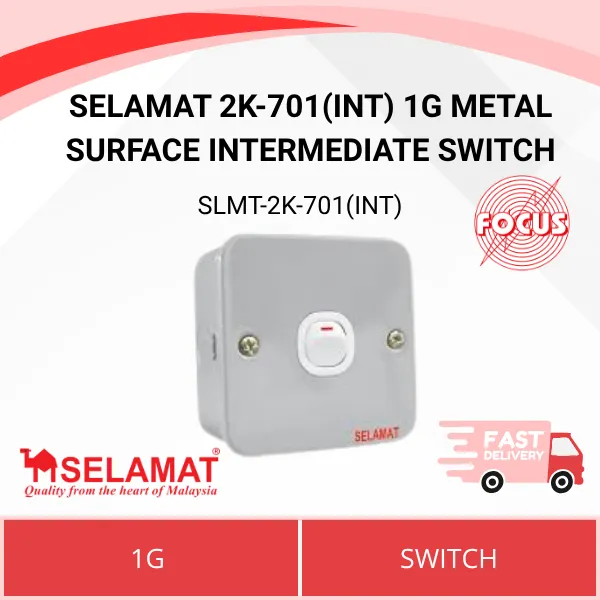 SELAMAT 2K-701(INT) 1G METAL
SURFACE INTERMEDIATE SWITCH
SLMT-2K-701(INT)
FOCUS
SELAMAT
SELAMAT
Quality from the heart of Malaysia
FAST
DELIVERY
1G
SWITCH